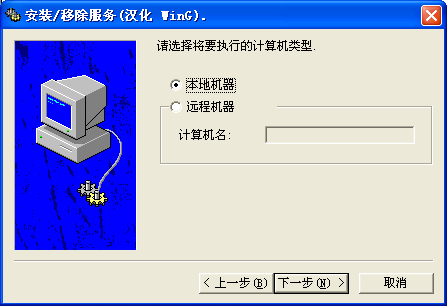 安装/移除服务(汉化 WinG).
请选择将要执行的计算机类型.
本地机器
远程机器
计算机名:
< 上一步(B) 下一步(N) > 取消